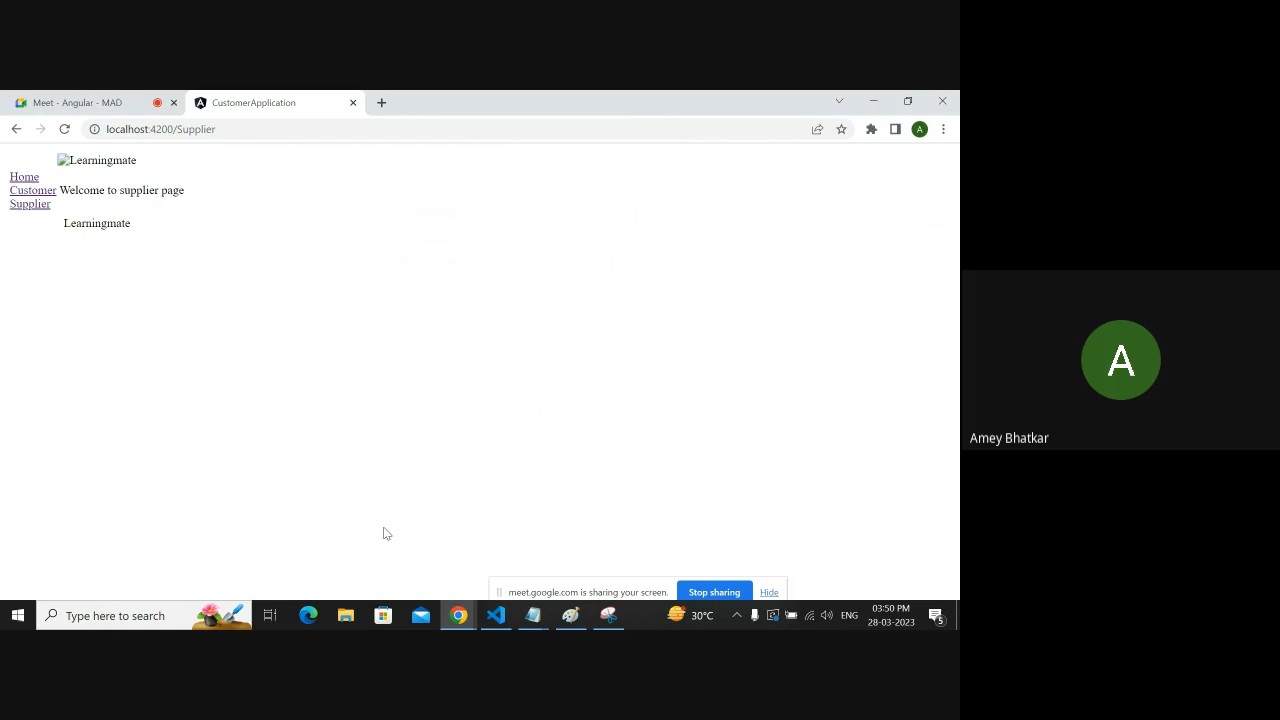 Meet - Angular - MAD
CustomerApplication
localhost:4200/Supplier
A
Learningmate
Home
Customer Welcome to supplier page
Supplier
Learningmate
A
Amey Bhatkar
meet.google.com is sharing your screen.
Stop sharing
Hide
Type here to search
30°C
ENG
03:50 PM
28-03-2023
5